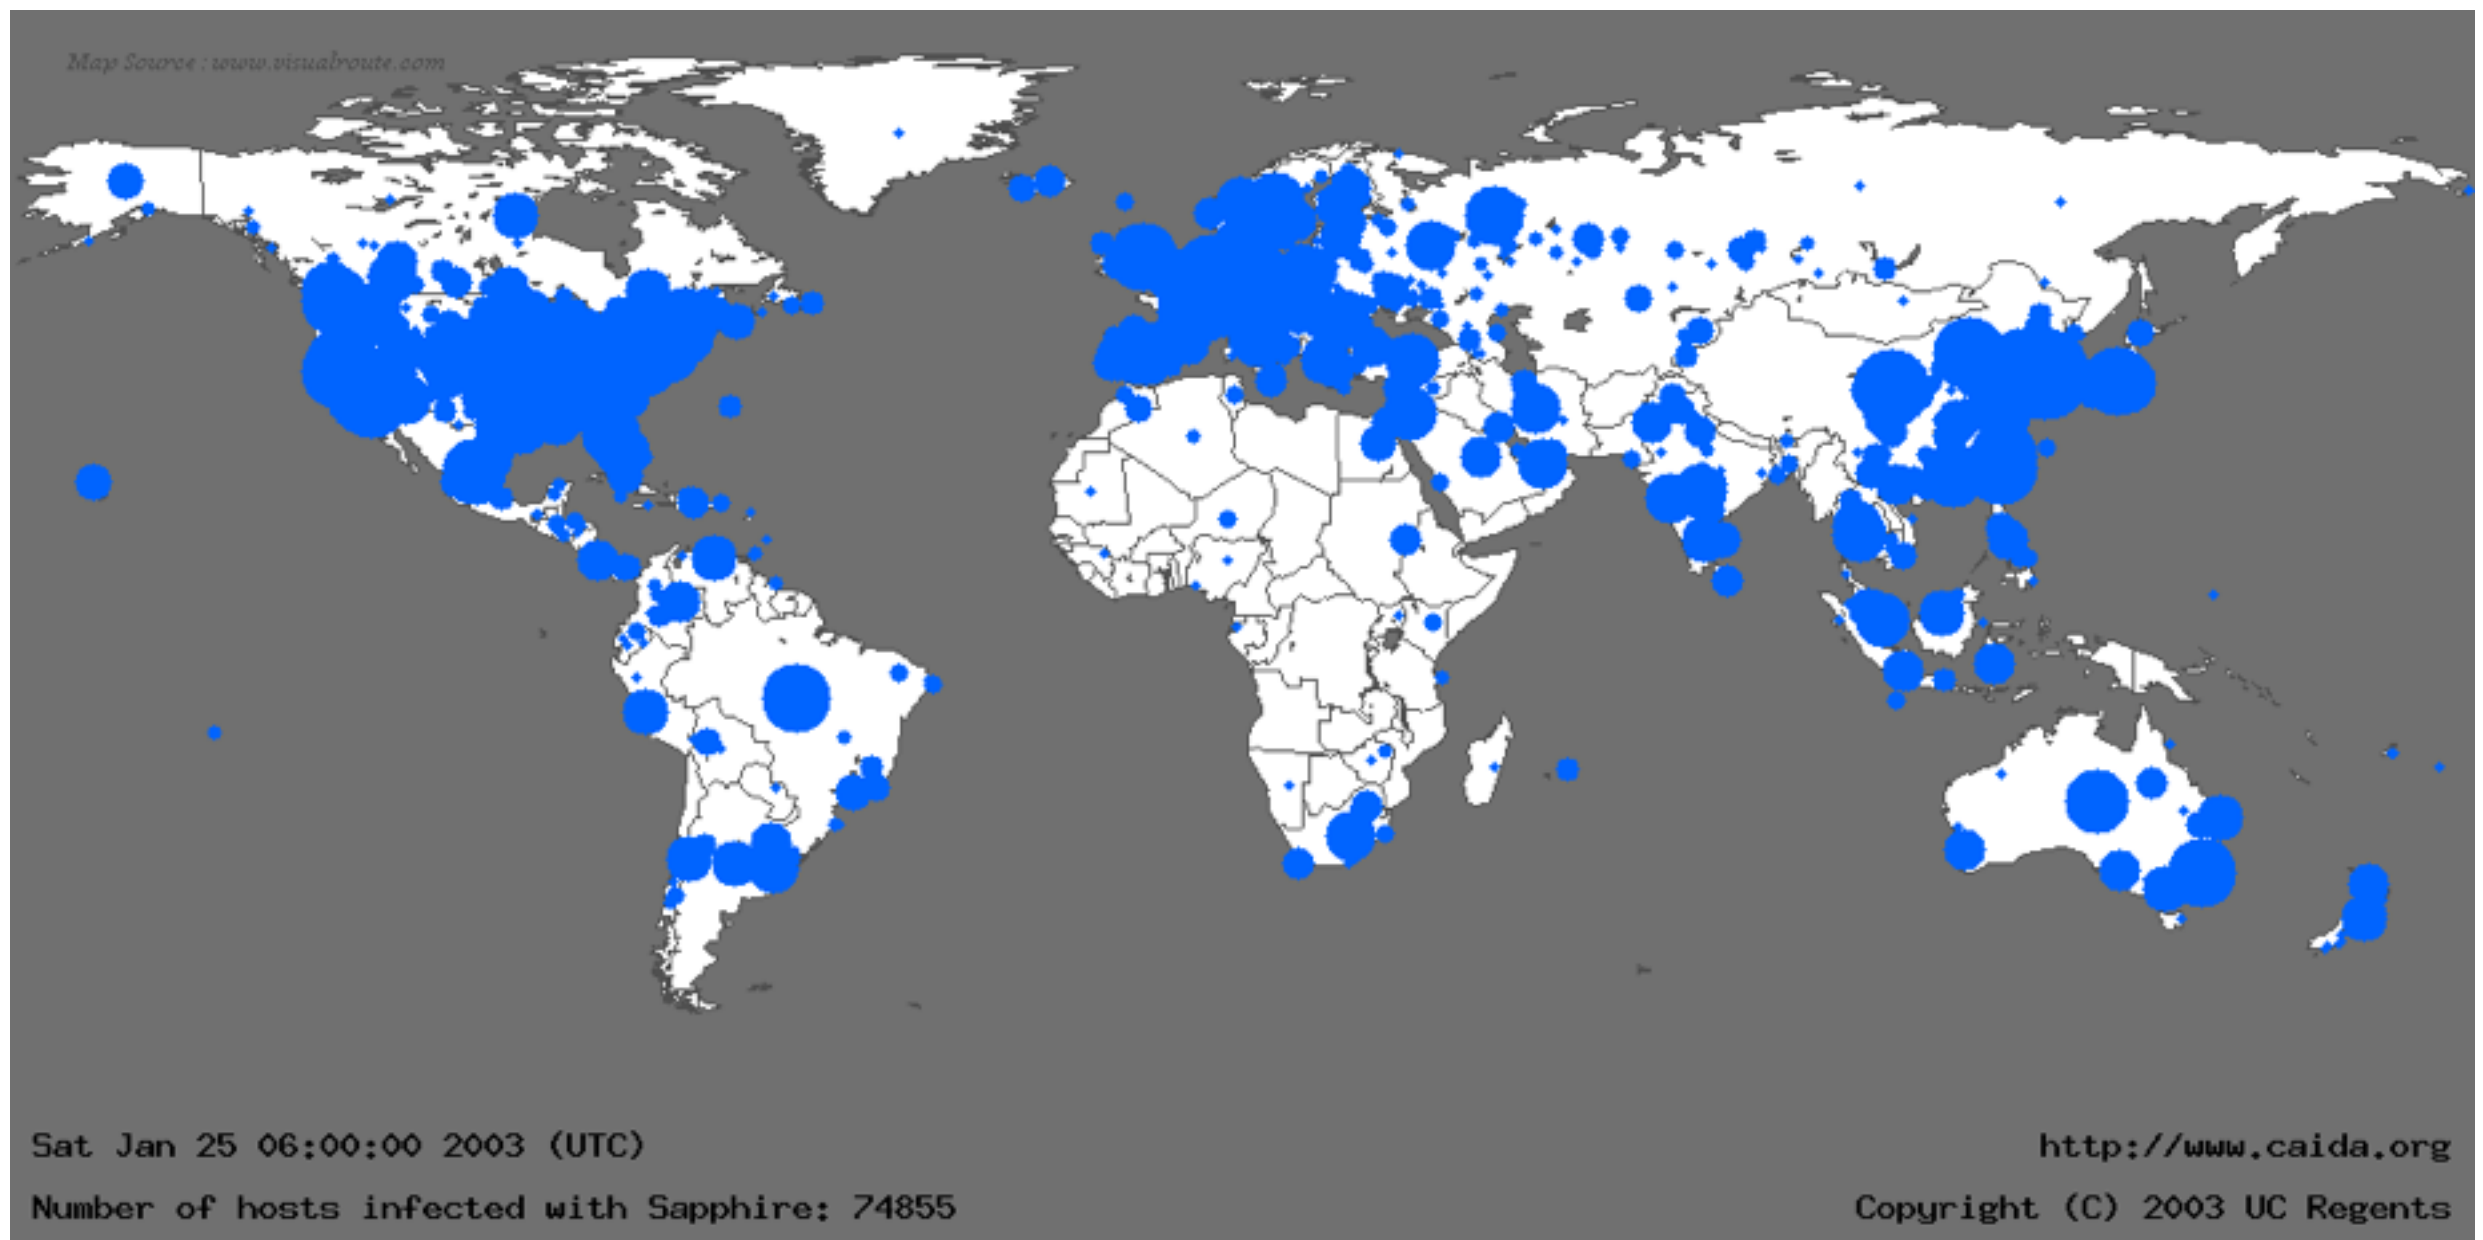 Map Source : www.visualroute.com
Sat Jan 25 06:00:00 2003 (UTC)
http://www.caida.org
Number of hosts infected with Sapphire: 74855
Copyright (C) 2003 UC Regents